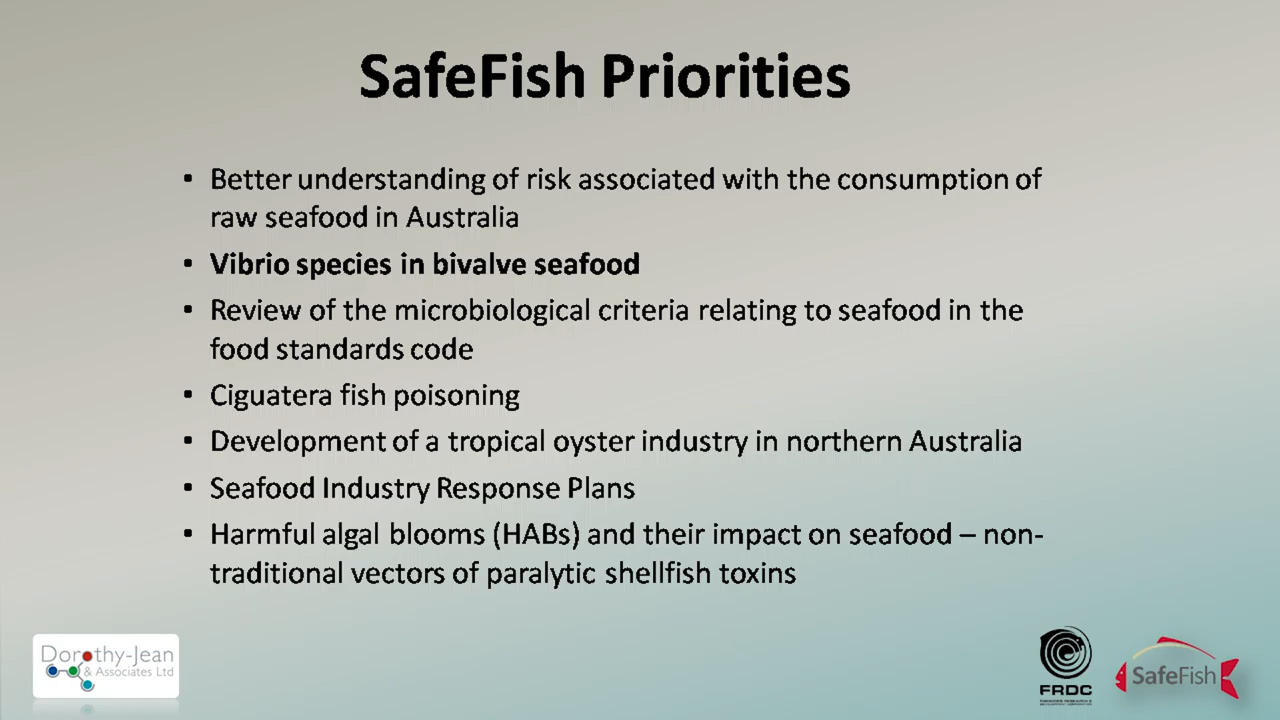 SafeFish Priorities
• Better understanding of risk associated with the consumption of
raw seafood in Australia
• Vibrio species in bivalve seafood
• Review of the microbiological criteria relating to seafood in the
food standards code
• Ciguatera fish poisoning
• Development of a tropical oyster industry in northern Australia
• Seafood Industry Response Plans
• Harmful algal blooms (HABs) and their impact on seafood – non-
traditional vectors of paralytic shellfish toxins
Dorothy-Jean
& Associates Ltd
FRDC
SafeFish